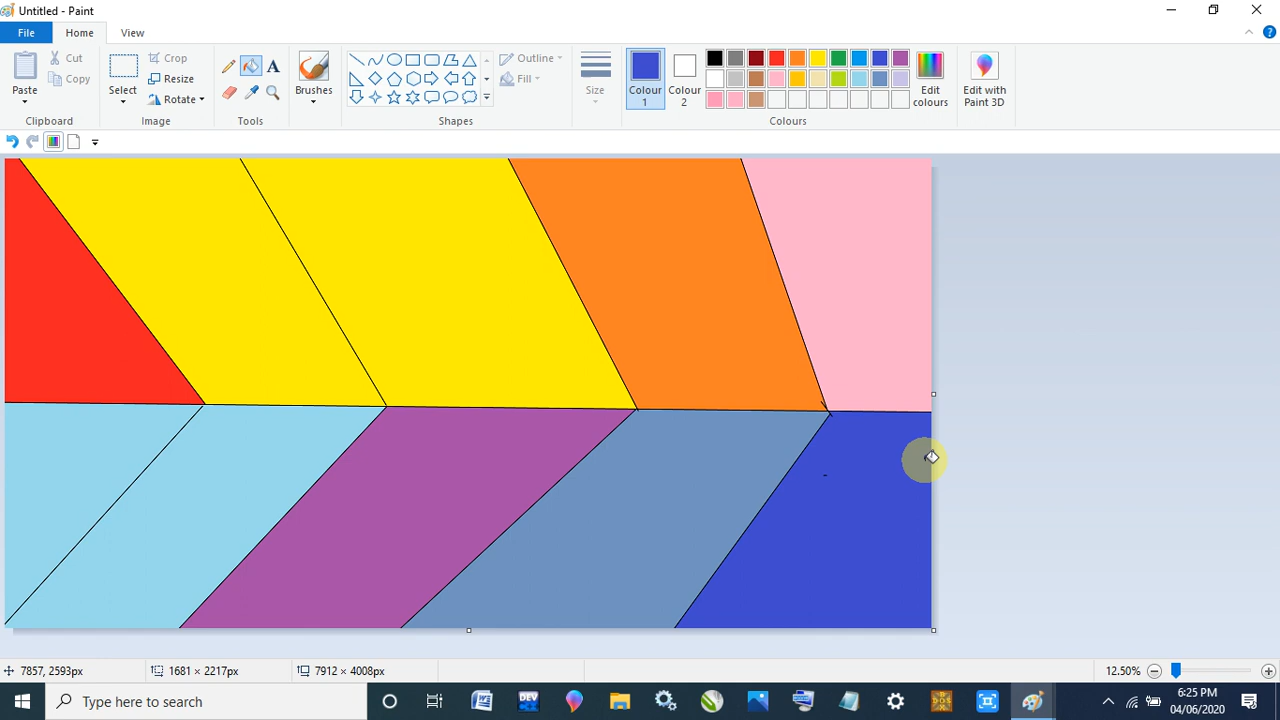 Untitled - Paint
File Home View
Paste
Cut
Copy
Clipboard
Select
Crop
Resize
Rotate
Image
A
Tools
Brushes
Shapes
Outline
Fill
Size
Colour 1
Colour 2
Edit colours
Colours
Edit with Paint 3D
7857, 2593px
1681 × 2217px
7912 × 4008px
12.50%
Type here to search
DEV
DOS
6:25 PM
04/06/2020